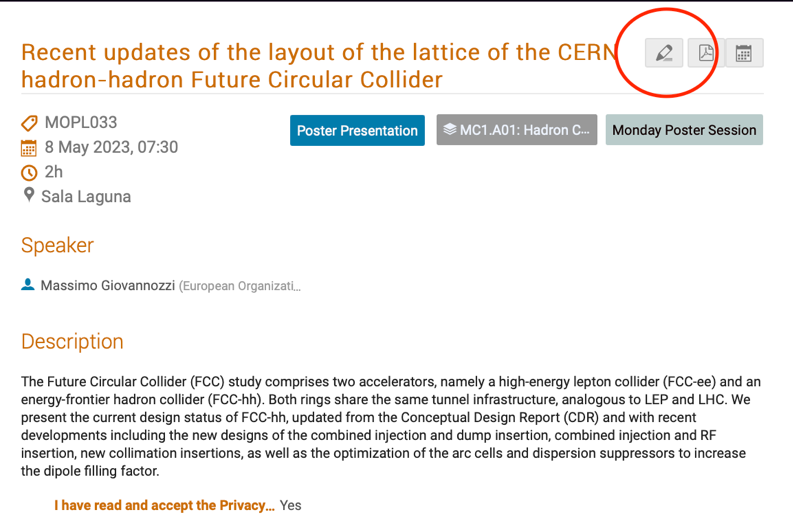 Recent updates of the layout of the lattice of the CERN
hadron-hadron Future Circular Collider
MOPL033
8 May 2023, 07:30
2h
Sala Laguna
Poster Presentation
MC1.A01: Hadron C...
Monday Poster Session
Speaker
Massimo Giovannozzi (European Organizati...
Description
The Future Circular Collider (FCC) study comprises two accelerators, namely a high-energy lepton collider (FCC-ee) and an
energy-frontier hadron collider (FCC-hh). Both rings share the same tunnel infrastructure, analogous to LEP and LHC. We
present the current design status of FCC-hh, updated from the Conceptual Design Report (CDR) and with recent
developments including the new designs of the combined injection and dump insertion, combined injection and RF
insertion, new collimation insertions, as well as the optimization of the arc cells and dispersion suppressors to increase
the dipole filling factor.
I have read and accept the Privacy... Yes